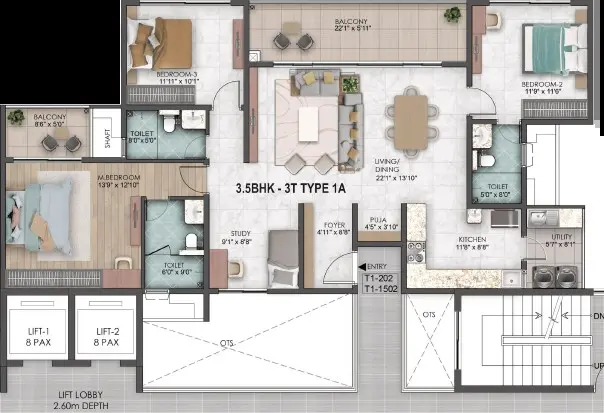 BALCONY
22'1" x 5'11"
BEDROOM-3
11'11" x 10'1"
BEDROOM-2
11'9" x 11'6"
BALCONY
8'6" x 5'0"
SHAFT
TOILET
8'0"x 5'0"
M.BEDROOM
13'9" x 12'10"
LIVING/
DINING
22'1" x 13'10"
TOILET
5'0" x 8'0"
3.5BHK - 3T TYPE 1A
STUDY
9'1" x 8'8"
FOYER
4'11" x 8'8"
PUJA
4'5" x 3'10"
KITCHEN
11'8" x 8'8"
UTILITY
5'7" x 8'1"
TOILET
6'0" x 9'0"
ENTRY
T1-202
T1-1502
LIFT-1
8 PAX
LIFT-2
8 PAX
OTS
OTS
DN
UP
LIFT LOBBY
2.60m DEPTH